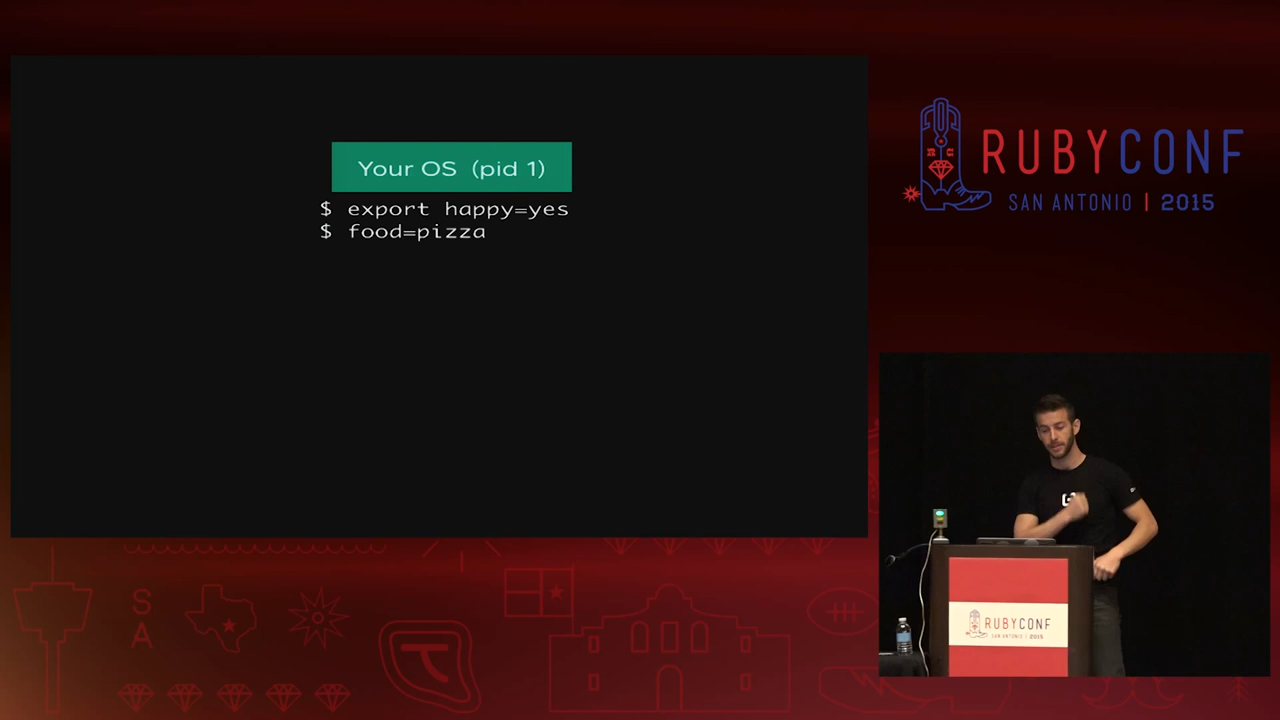 Your OS (pid 1)
$ export happy=yes
$ food=pizza
RUBYCONF
SAN ANTONIO | 2015
RUBYCONF
SAN ANTONIO | 2015
S
A